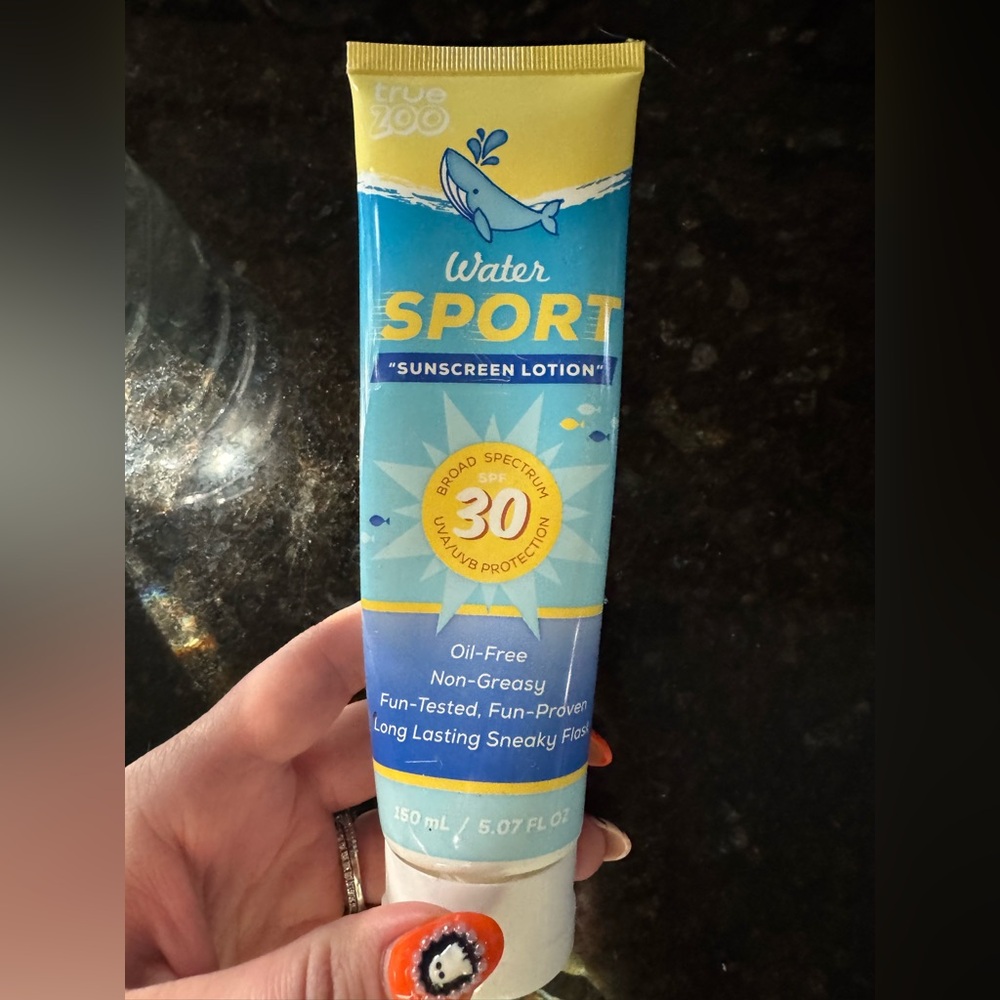 true
zoo
Water
SPORT
"SUNSCREEN LOTION"
BROAD SPECTRUM
SPF
30
UVA/UVB PROTECTION
Oil-Free
Non-Greasy
Fun-Tested, Fun-Proven
Long Lasting Sneaky Flask
150 mL / 5.07 FL OZ